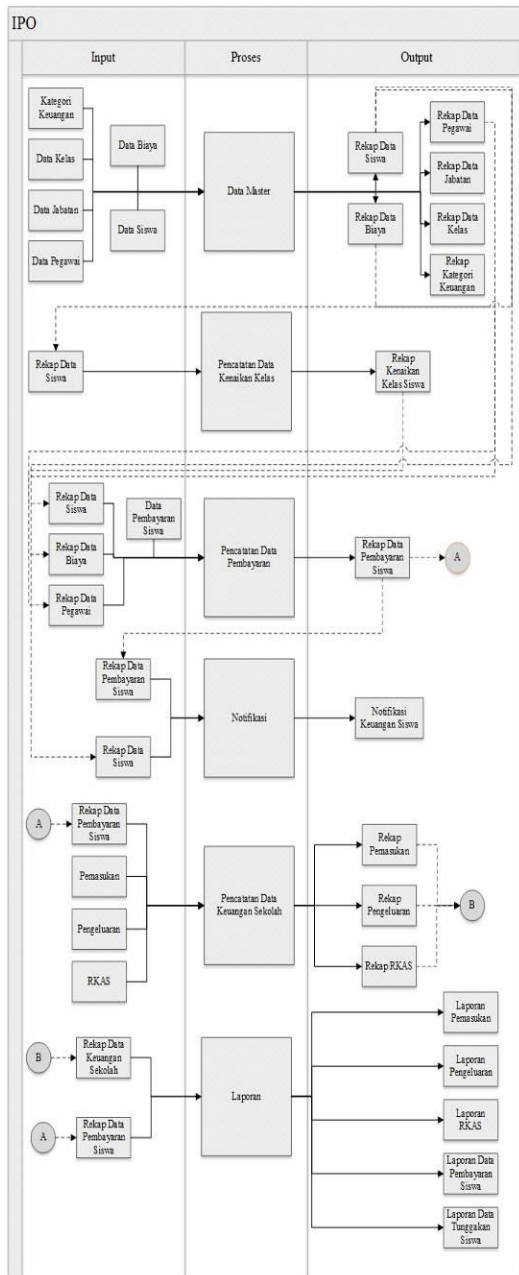 IPO
Input
Proses
Output
Kategori
Keuangan
Data Kelas
Data Jabatan
Data Pegawai
Data Biaya
Data Siswa
Data Master
Rekap Data
Siswa
Rekap Data
Biaya
Rekap Data
Pegawai
Rekap Data
Jabatan
Rekap Data
Kelas
Rekap
Kategori
Keuangan
Rekap Data
Siswa
Pencatatan Data
Kenaikan Kelas
Rekap
Kenaikan
Kelas Siswa
Rekap Data
Siswa
Rekap Data
Biaya
Rekap Data
Pegawai
Data
Pembayaran
Siswa
Pencatatan Data
Pembayaran
Rekap Data
Pembayaran
Siswa
A
Rekap Data
Pembayaran
Siswa
Rekap Data
Siswa
Notifikasi
Notifikasi
Keuangan Siswa
A
Rekap Data
Pembayaran
Siswa
Pemasukan
Pengeluaran
RKAS
Pencatatan Data
Keuangan Sekolah
Rekap
Pemasukan
Rekap
Pengeluaran
Rekap RKAS
B
B
Rekap Data
Keuangan
Sekolah
A
Rekap Data
Pembayaran
Siswa
Laporan
Laporan
Pemasukan
Laporan
Pengeluaran
Laporan
RKAS
Laporan Data
Pembayaran
Siswa
Laporan Data
Tunggakan
Siswa